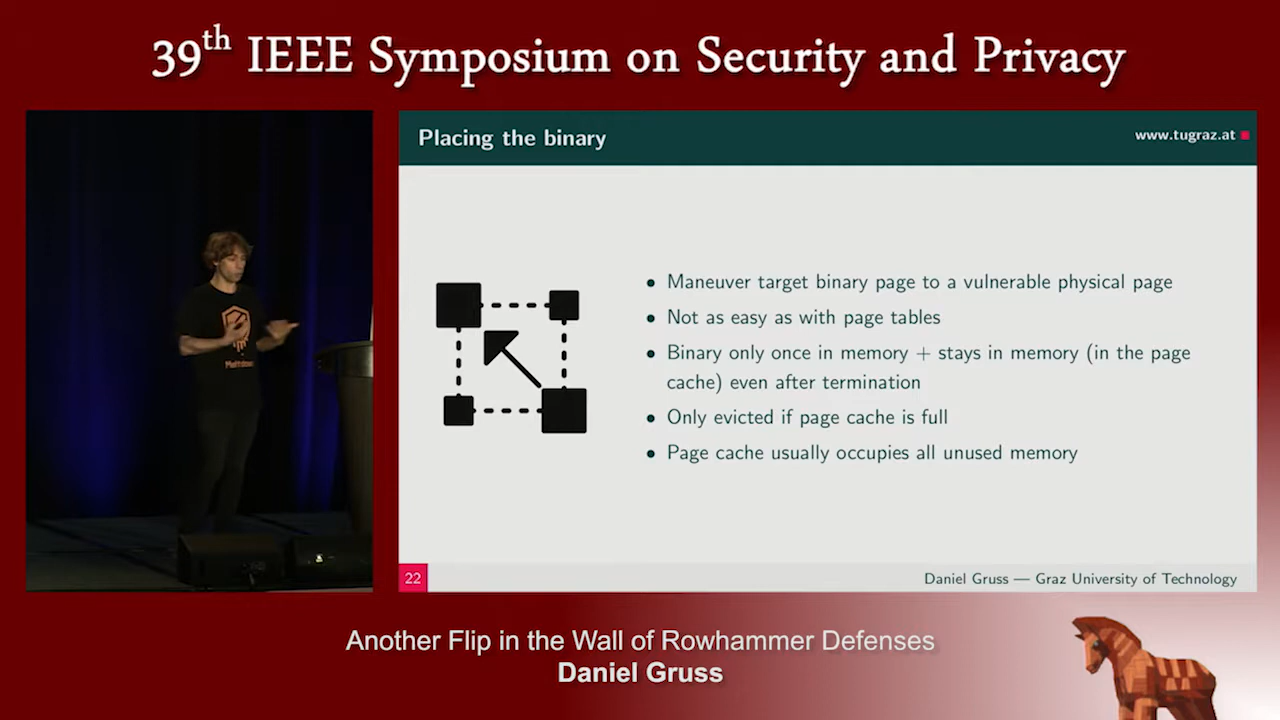 39th IEEE Symposium on Security and Privacy
Placing the binary
www.tugraz.at
• Maneuver target binary page to a vulnerable physical page
• Not as easy as with page tables
• Binary only once in memory + stays in memory (in the page
cache) even after termination
• Only evicted if page cache is full
• Page cache usually occupies all unused memory
22
Daniel Gruss — Graz University of Technology
Another Flip in the Wall of Rowhammer Defenses
Daniel Gruss